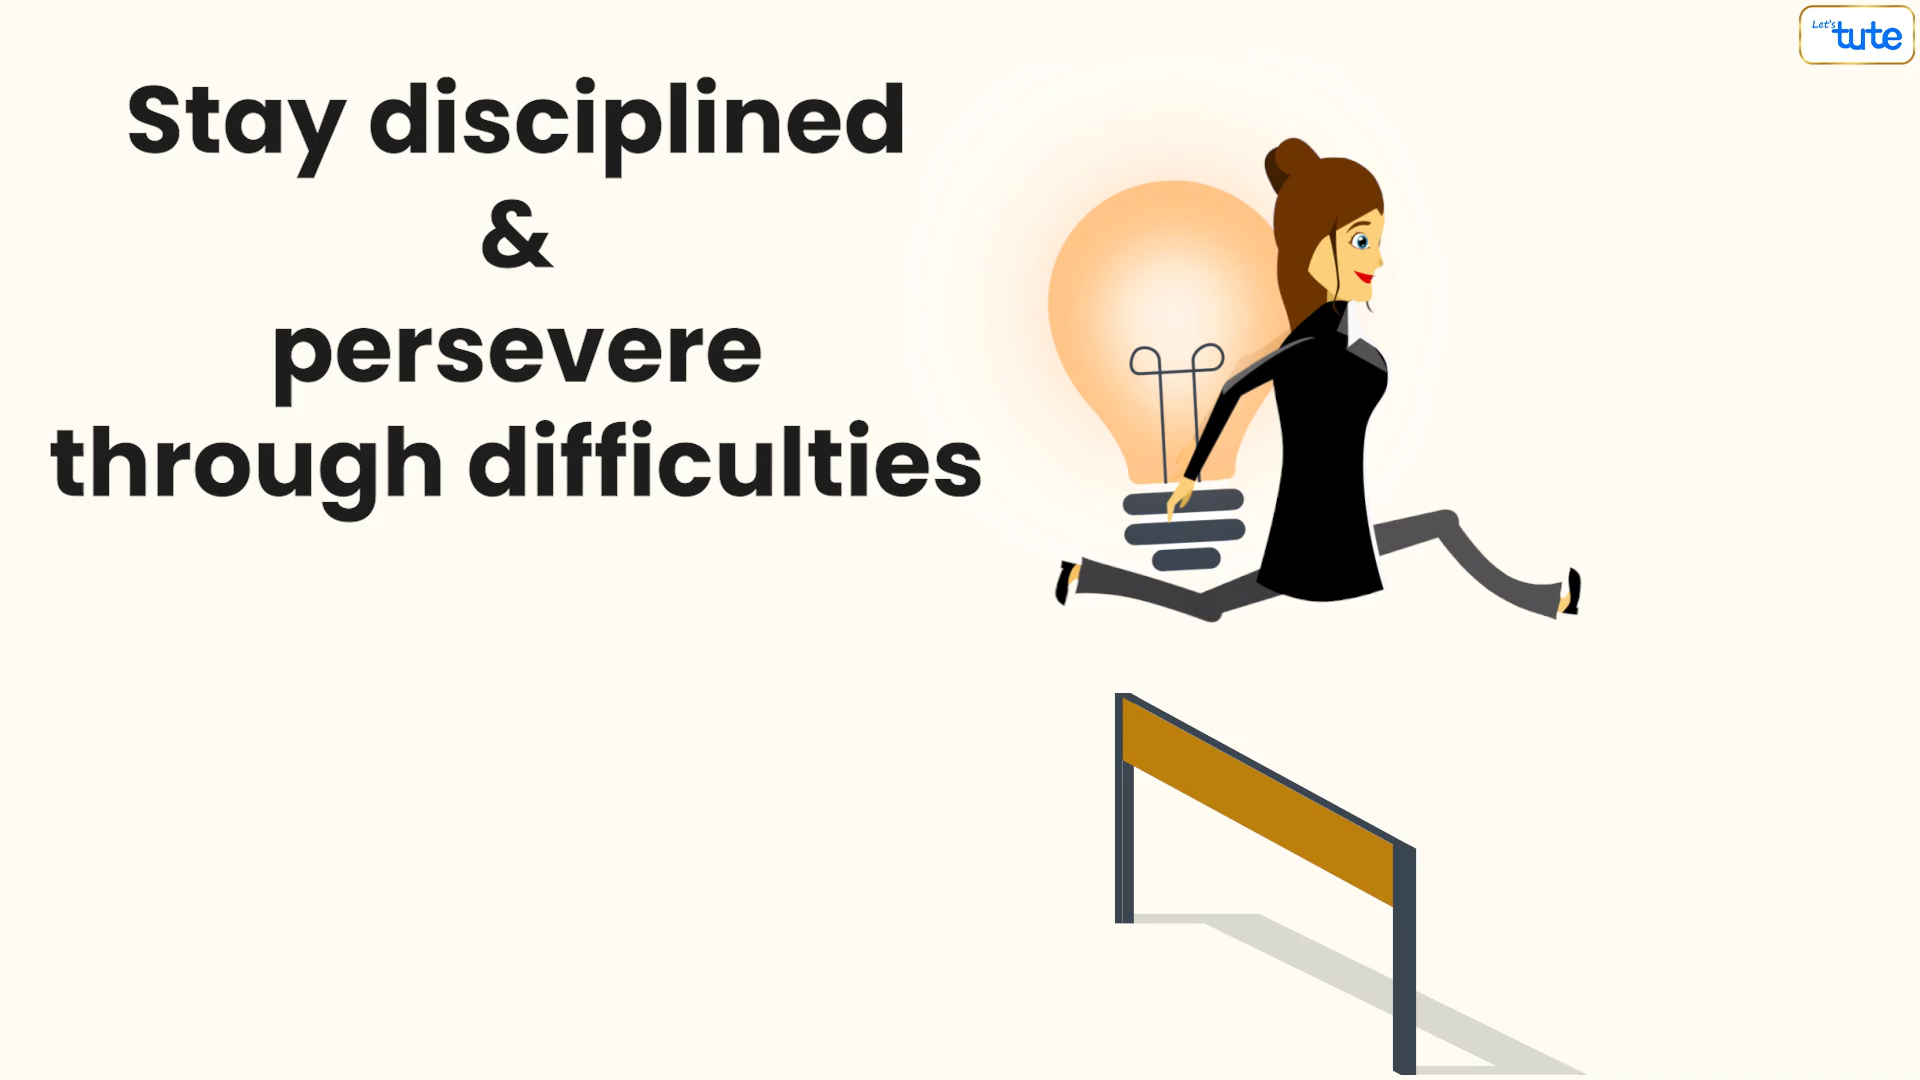 Let's tute
Stay disciplined
&
persevere
through difficulties